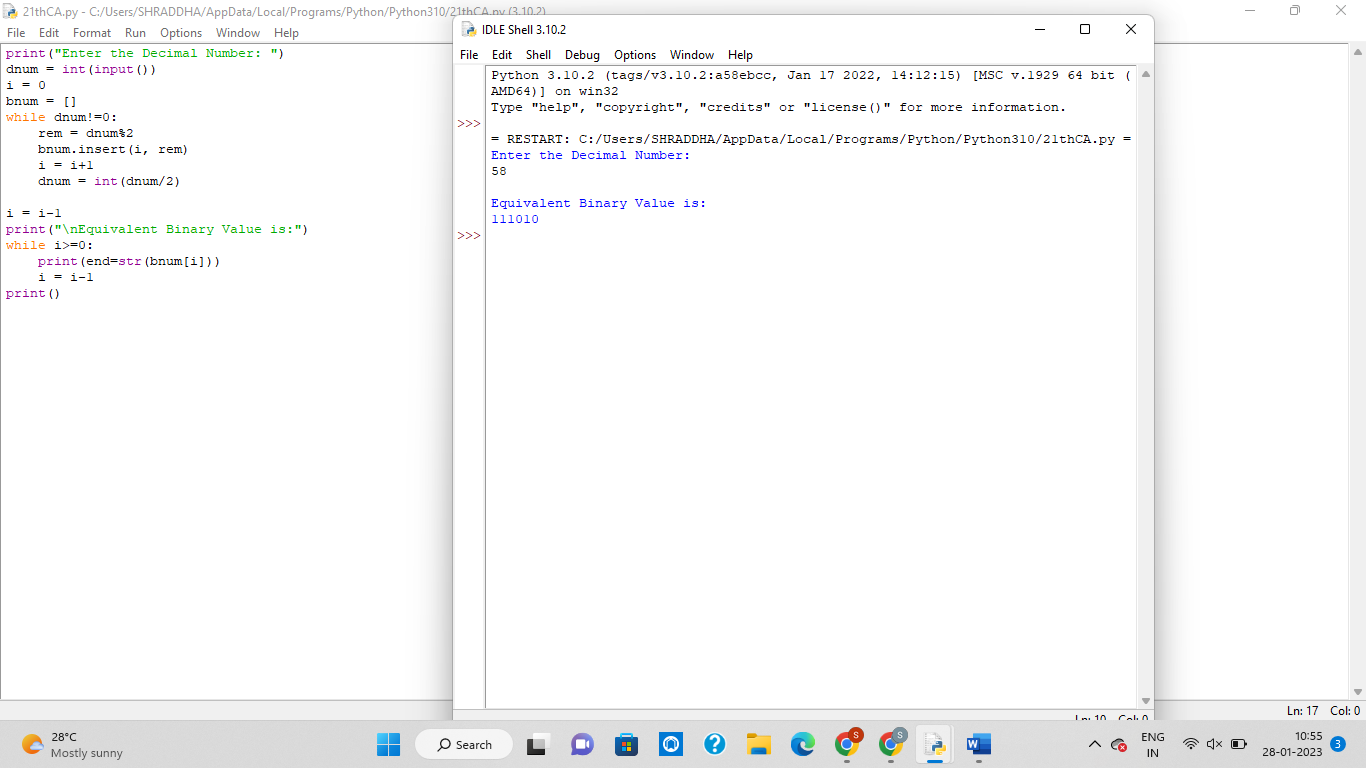 21thCA.py - C:/Users/SHRADDHA/AppData/Local/Programs/Python/Python310/21thCA.py (3.10.2)
File Edit Format Run Options Window Help
print("Enter the Decimal Number: ")
dnum = int(input())
i = 0
bnum = []
while dnum!=0:
    rem = dnum%2
    bnum.insert(i, rem)
    i = i+1
    dnum = int(dnum/2)
i = i-1
print("\nEquivalent Binary Value is:")
while i>=0:
    print(end=str(bnum[i]))
    i = i-1
print()
IDLE Shell 3.10.2
File Edit Shell Debug Options Window Help
Python 3.10.2 (tags/v3.10.2:a58ebcc, Jan 17 2022, 14:12:15) [MSC v.1929 64 bit (
AMD64)] on win32
Type "help", "copyright", "credits" or "license()" for more information.
>>>
= RESTART: C:/Users/SHRADDHA/AppData/Local/Programs/Python/Python310/21thCA.py =
Enter the Decimal Number:
58
Equivalent Binary Value is:
111010
>>>
Ln: 10 Col: 0
Ln: 17 Col: 0
28°C
Mostly sunny
Search
S
S
W
ENG
IN
10:55
28-01-2023
3